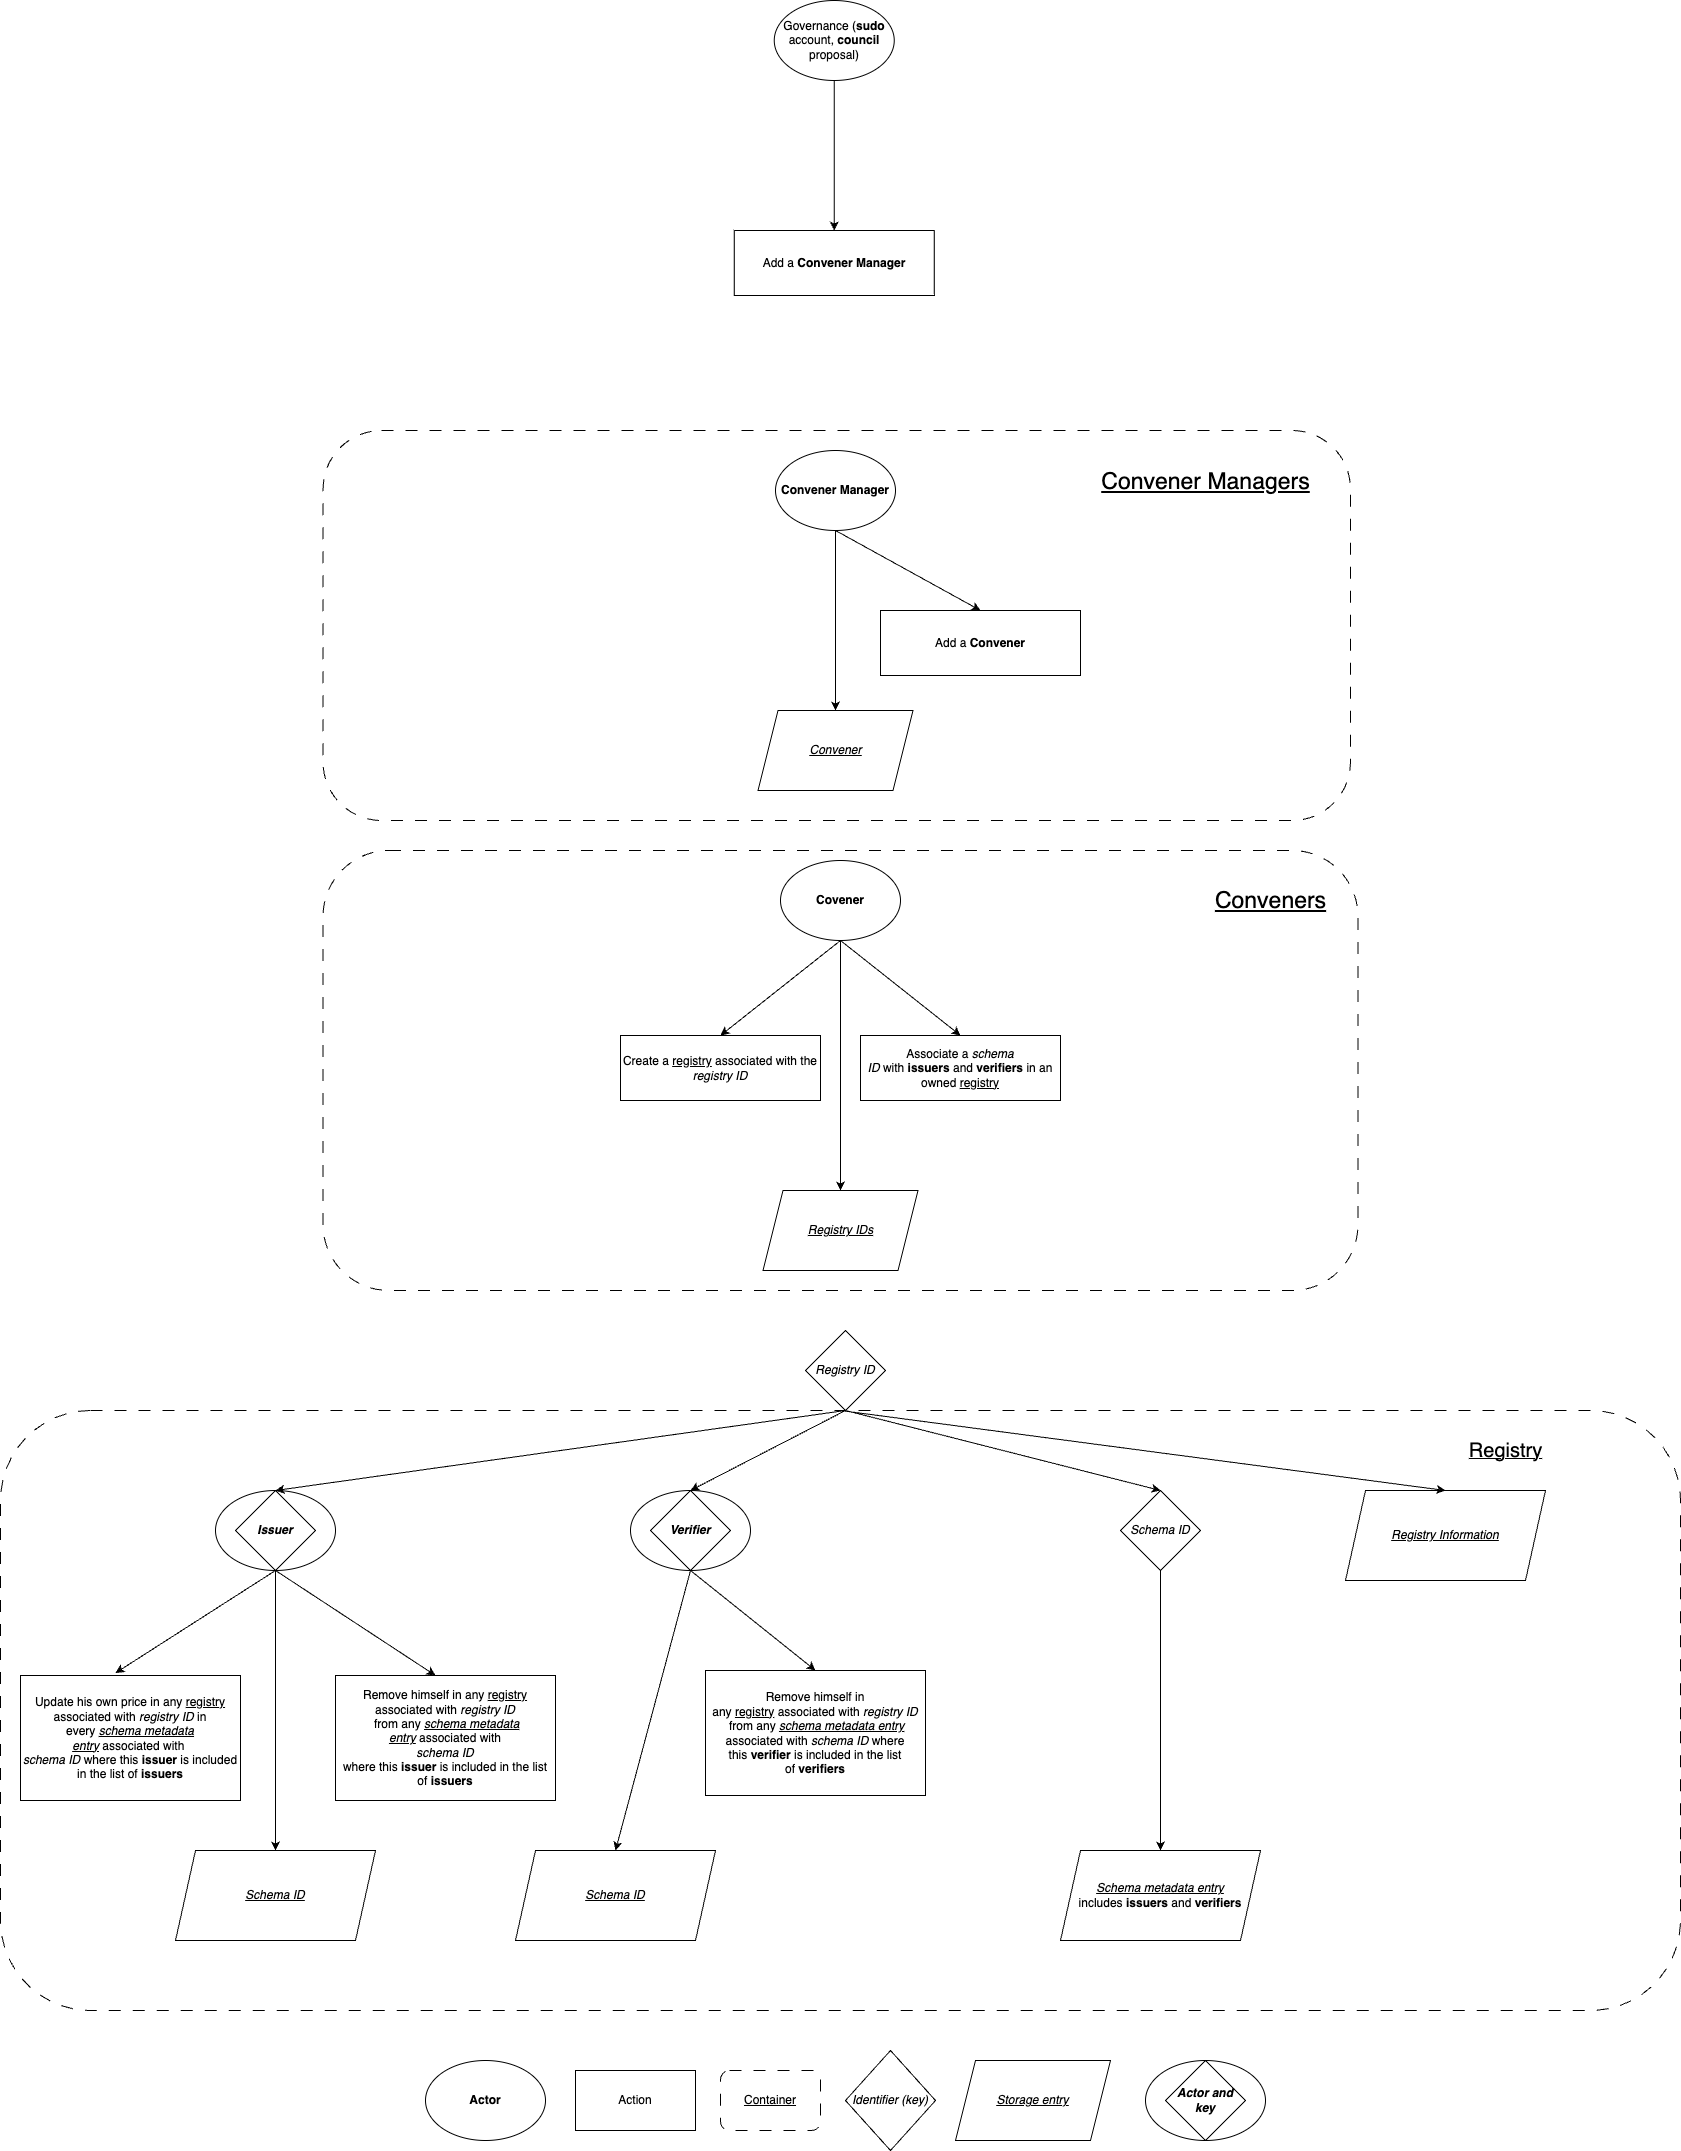 Governance (sudo
account, council
proposal)
Add a Convener Manager
Convener Managers
Convener Manager
Add a Convener
Convener
Conveners
Covener
Create a registry associated with the
registry ID
Associate a schema
ID with issuers and verifiers in an
owned registry
Registry IDs
Registry ID
Registry
Issuer
Verifier
Schema ID
Registry Information
Update his own price in any registry
associated with registry ID in
every schema metadata
entry associated with
schema ID where this issuer is included
in the list of issuers
Remove himself in any registry
associated with registry ID
from any schema metadata
entry associated with
schema ID
where this issuer is included in the list
of issuers
Remove himself in
any registry associated with registry ID
from any schema metadata entry
associated with schema ID where
this verifier is included in the list
of verifiers
Schema ID
Schema ID
Schema metadata entry
includes issuers and verifiers
Actor
Action
Container
Identifier (key)
Storage entry
Actor and
key